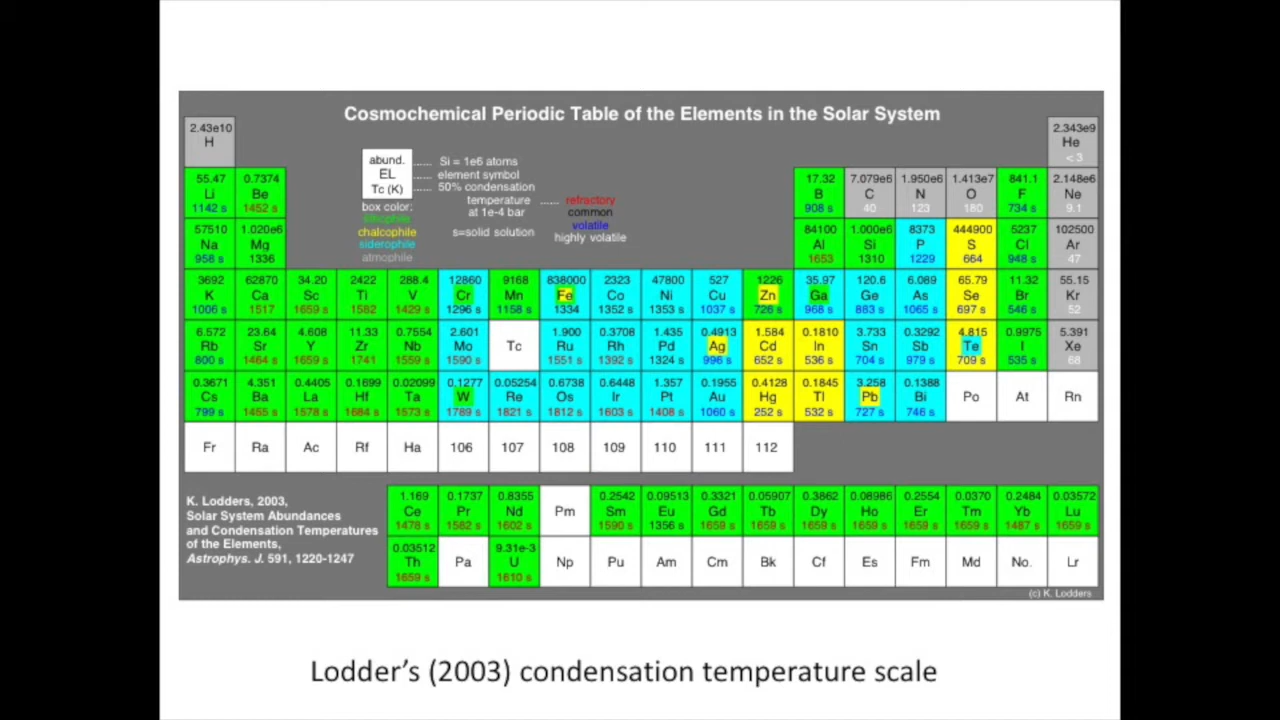 Cosmochemical Periodic Table of the Elements in the Solar System
2.43e10 2.343e9
H He
< 3
abund. ...... Si = 1e6 atoms
EL ...... element symbol
Tc (K) ...... 50% condensation
temperature ...... refractory
at 1e-4 bar common
volatile
s=solid solution highly volatile
box color:
lithophile
chalcophile
siderophile
atmophile
55.47 0.7374 17.32 7.079e6 1.950e6 1.413e7 841.1 2.148e6
Li Be B C N O F Ne
1142 s 1452 s 908 s 40 123 180 734 s 9.1
57510 1.020e6 84100 1.000e6 8373 444900 5237 102500
Na Mg Al Si P S Cl Ar
958 s 1336 1653 1310 1229 664 948 s 47
3692 62870 34.20 2422 288.4 12860 9168 838000 2323 47800 527 1226 35.97 120.6 6.089 65.79 11.32 55.15
K Ca Sc Ti V Cr Mn Fe Co Ni Cu Zn Ga Ge As Se Br Kr
1006 s 1517 1659 s 1582 1429 s 1296 s 1158 s 1334 1352 s 1353 s 1037 s 726 s 968 s 883 s 1065 s 697 s 546 s 52
6.572 23.64 4.608 11.33 0.7554 2.601 1.900 0.3708 1.435 0.4913 1.584 0.1810 3.733 0.3292 4.815 0.9975 5.391
Rb Sr Y Zr Nb Mo Tc Ru Rh Pd Ag Cd In Sn Sb Te I Xe
800 s 1464 s 1659 s 1741 1559 s 1590 s 1551 s 1392 s 1324 s 996 s 652 s 536 s 704 s 979 s 709 s 535 s 68
0.3671 4.351 0.4405 0.1699 0.02099 0.1277 0.05254 0.6738 0.6448 1.357 0.1955 0.4128 0.1845 3.258 0.1388
Cs Ba La Hf Ta W Re Os Ir Pt Au Hg Tl Pb Bi Po At Rn
799 s 1455 s 1578 s 1684 s 1573 s 1789 s 1821 s 1812 s 1603 s 1408 s 1060 s 252 s 532 s 727 s 746 s
Fr Ra Ac Rf Ha 106 107 108 109 110 111 112
K. Lodders, 2003,
Solar System Abundances
and Condensation Temperatures
of the Elements,
Astrophys. J. 591, 1220-1247
1.169 0.1737 0.8355 0.2542 0.09513 0.3321 0.05907 0.3862 0.08986 0.2554 0.0370 0.2484 0.03572
Ce Pr Nd Pm Sm Eu Gd Tb Dy Ho Er Tm Yb Lu
1478 s 1582 s 1602 s 1590 s 1356 s 1659 s 1659 s 1659 s 1659 s 1659 s 1659 s 1487 s 1659 s
0.03512 9.31e-3
Th Pa U Np Pu Am Cm Bk Cf Es Fm Md No. Lr
1659 s 1610 s
(c) K. Lodders
Lodder’s (2003) condensation temperature scale